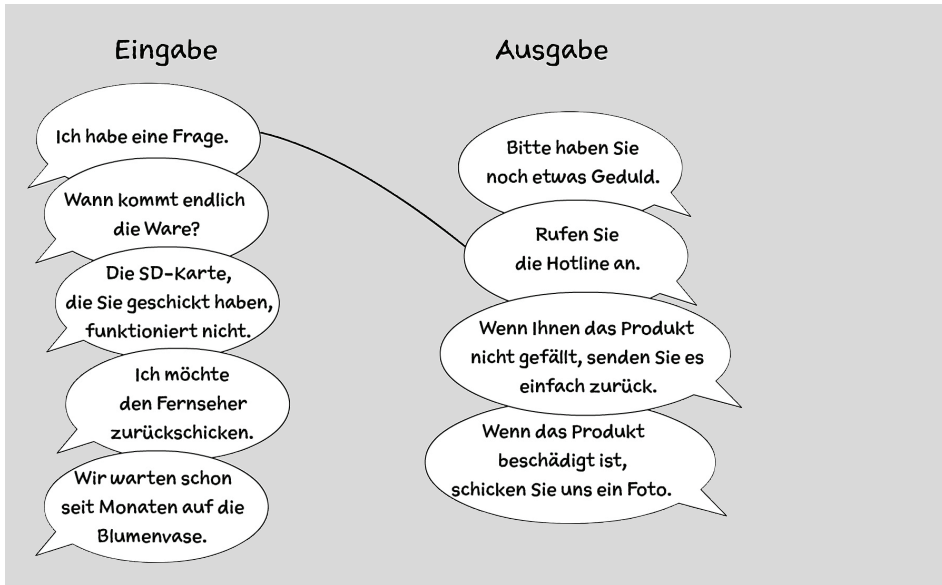 Eingabe
Ich habe eine Frage.
Wann kommt endlich
die Ware?
Die SD-Karte,
die Sie geschickt haben,
funktioniert nicht.
Ich möchte
den Fernseher
zurückschicken.
Wir warten schon
seit Monaten auf die
Blumenvase.
Ausgabe
Bitte haben Sie
noch etwas Geduld.
Rufen Sie
die Hotline an.
Wenn Ihnen das Produkt
nicht gefällt, senden Sie es
einfach zurück.
Wenn das Produkt
beschädigt ist,
schicken Sie uns ein Foto.